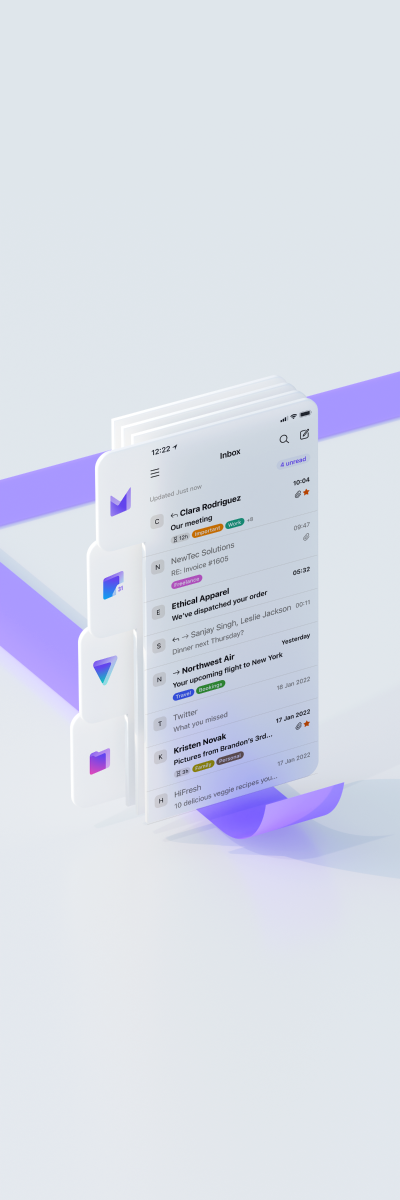 12:22
Inbox
4 unread
Updated Just now
C
Clara Rodriguez
10:04
Our meeting
12h Important Work +9
N
NewTec Solutions
09:47
RE: Invoice #1605
Freelance
E
Ethical Apparel
05:32
We've dispatched your order
S
Sanjay Singh, Leslie Jackson
00:11
Dinner next Thursday?
N
Northwest Air
Yesterday
Your upcoming flight to New York
Travel Bookings
T
Twitter
18 Jan 2022
What you missed
K
Kristen Novak
17 Jan 2022
Pictures from Brandon's 3rd...
Family Personal
H
HiFresh
17 Jan 2022
10 delicious veggie recipes you...
31